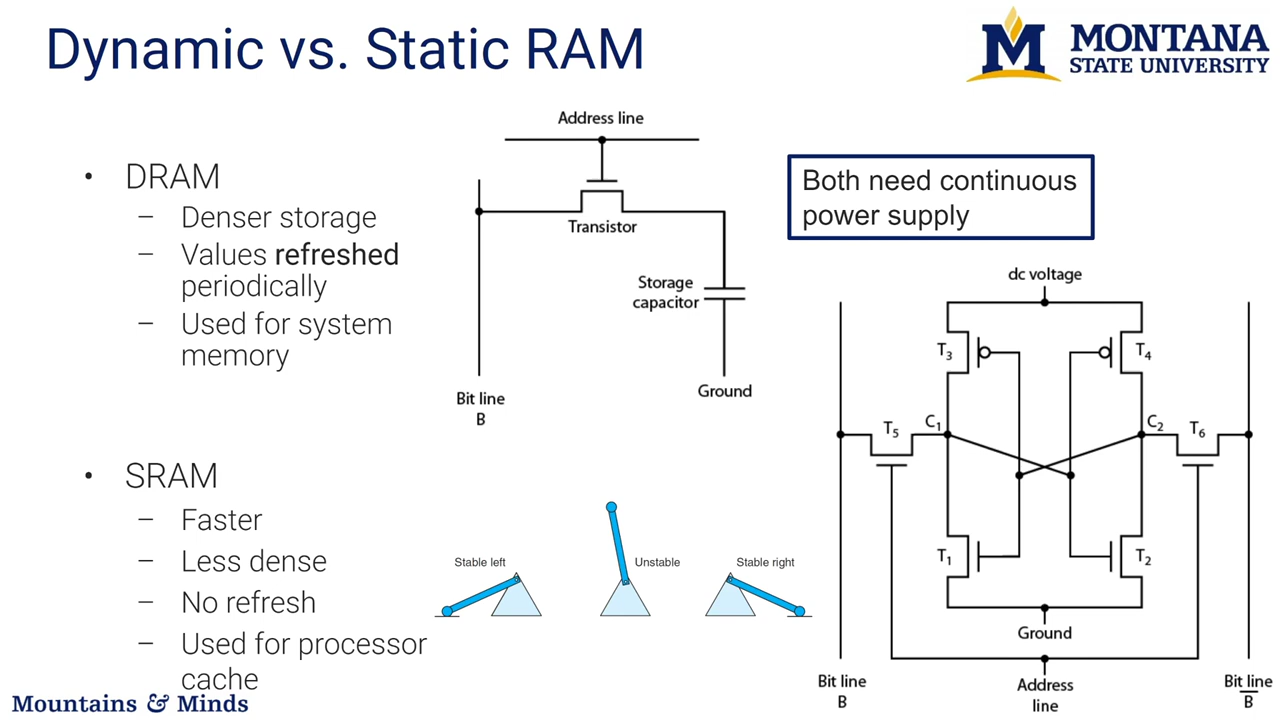 Dynamic vs. Static RAM
M MONTANA
STATE UNIVERSITY
• DRAM
– Denser storage
– Values refreshed
periodically
– Used for system
memory
Address line
Transistor
Storage
capacitor
Ground
Bit line
B
Both need continuous
power supply
• SRAM
– Faster
– Less dense
– No refresh
– Used for processor
cache
Stable left
Unstable
Stable right
dc voltage
T₃
T₄
T₅
C₁
C₂
T₆
T₁
T₂
Ground
Bit line
B
Address
line
Bit line
B̅
Mountains & Minds